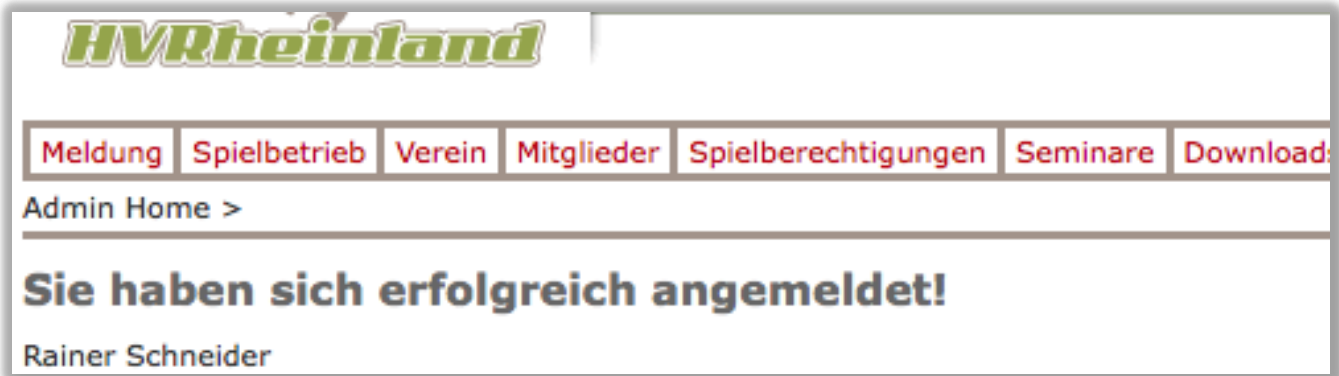 HVRheinland
Meldung Spielbetrieb Verein Mitglieder Spielberechtigungen Seminare Downloads
Admin Home >
Sie haben sich erfolgreich angemeldet!
Rainer Schneider